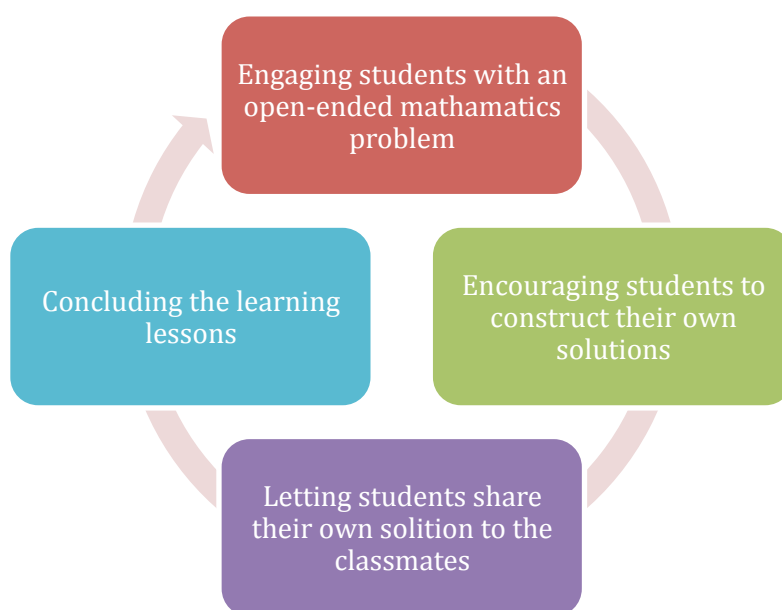 Engaging students with an
open-ended mathamatics
problem
Encouraging students to
construct their own
solutions
Letting students share
their own solition to the
classmates
Concluding the learning
lessons